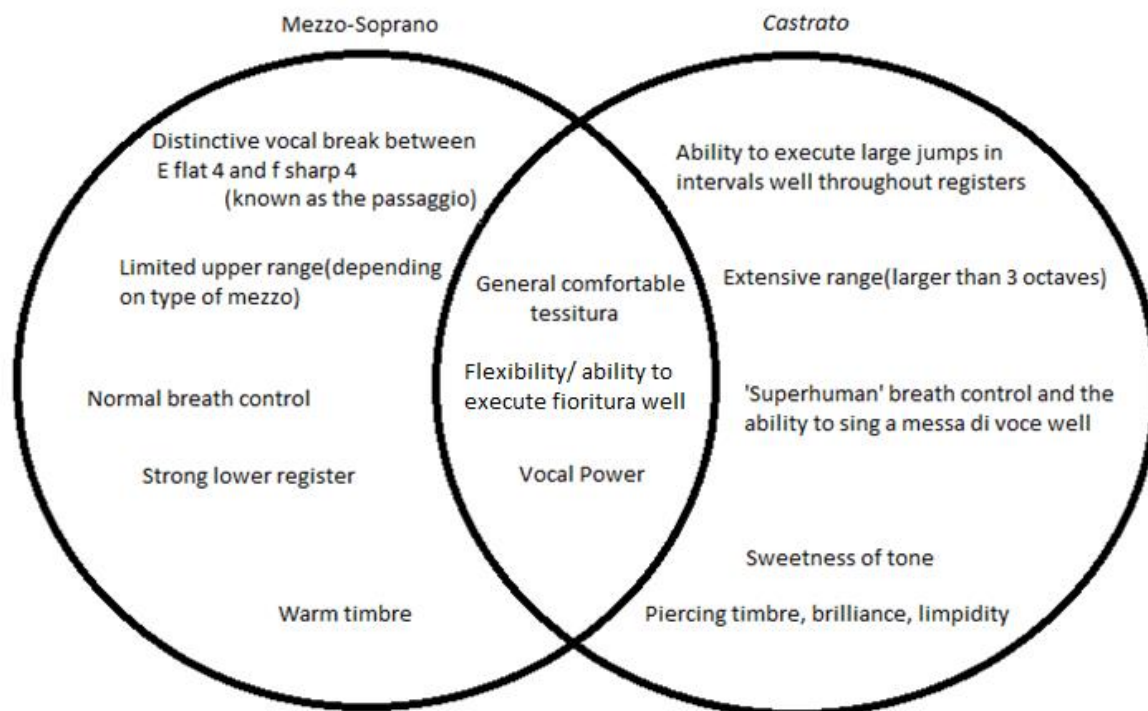 Mezzo-Soprano
Castrato
Distinctive vocal break between
E flat 4 and f sharp 4
(known as the passaggio)
Limited upper range(depending
on type of mezzo)
Normal breath control
Strong lower register
Warm timbre
General comfortable
tessitura
Flexibility/ ability to
execute fioritura well
Vocal Power
Ability to execute large jumps in
intervals well throughout registers
Extensive range(larger than 3 octaves)
'Superhuman' breath control and the
ability to sing a messa di voce well
Sweetness of tone
Piercing timbre, brilliance, limpidity